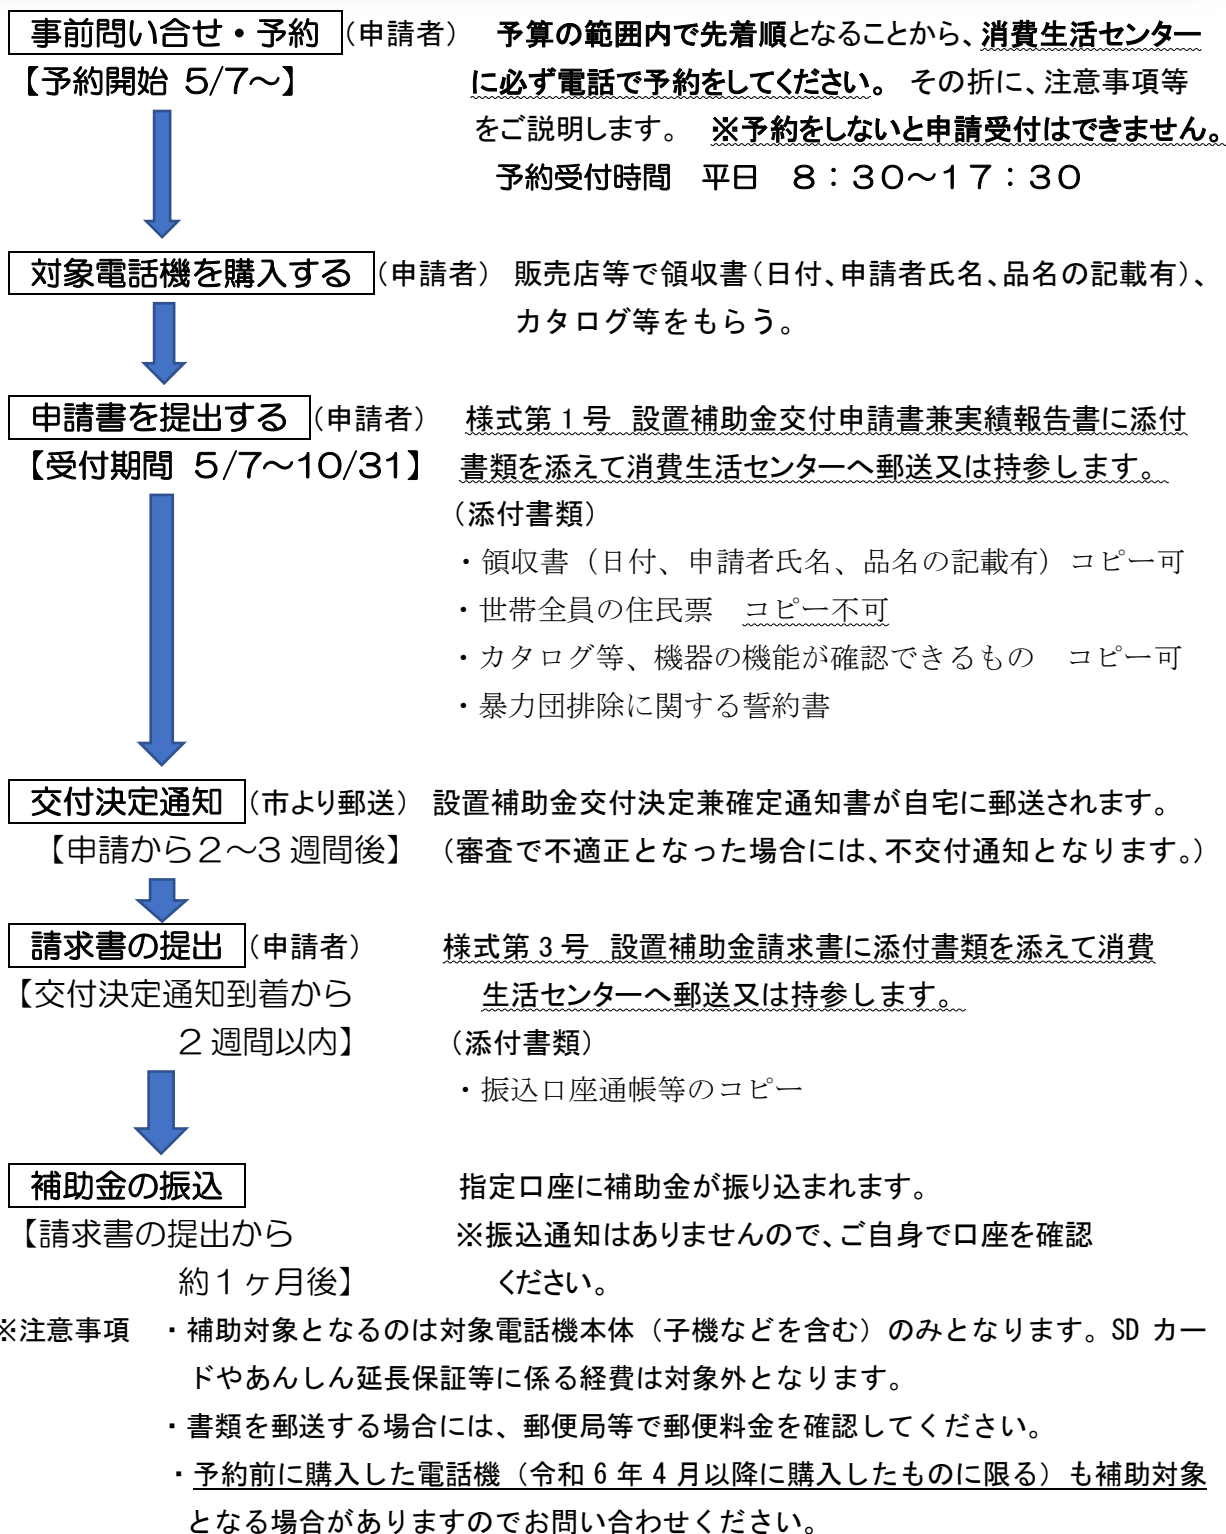 事前問い合せ・予約 (申請者) 予算の範囲内で先着順となることから、消費生活センター
【予約開始 5/7～】 に必ず電話で予約をしてください。 その折に、注意事項等
をご説明します。 ※予約をしないと申請受付はできません。
予約受付時間 平日 8：30～17：30
対象電話機を購入する (申請者) 販売店等で領収書(日付、申請者氏名、品名の記載有)、
カタログ等をもらう。
申請書を提出する (申請者) 様式第1号 設置補助金交付申請書兼実績報告書に添付
【受付期間 5/7～10/31】 書類を添えて消費生活センターへ郵送又は持参します。
(添付書類)
・領収書（日付、申請者氏名、品名の記載有）コピー可
・世帯全員の住民票 コピー不可
・カタログ等、機器の機能が確認できるもの コピー可
・暴力団排除に関する誓約書
交付決定通知 (市より郵送) 設置補助金交付決定兼確定通知書が自宅に郵送されます。
【申請から2～3週間後】 (審査で不適正となった場合には、不交付通知となります。)
請求書の提出 (申請者) 様式第3号 設置補助金請求書に添付書類を添えて消費
【交付決定通知到着から 生活センターへ郵送又は持参します。
2週間以内】 (添付書類)
・振込口座通帳等のコピー
補助金の振込 指定口座に補助金が振り込まれます。
【請求書の提出から ※振込通知はありませんので、ご自身で口座を確認
約1ヶ月後】 ください。
※注意事項 ・補助対象となるのは対象電話機本体（子機などを含む）のみとなります。SD カー
ドやあんしん延長保証等に係る経費は対象外となります。
・書類を郵送する場合には、郵便局等で郵便料金を確認してください。
・予約前に購入した電話機（令和6年4月以降に購入したものに限る）も補助対象
となる場合がありますのでお問い合わせください。